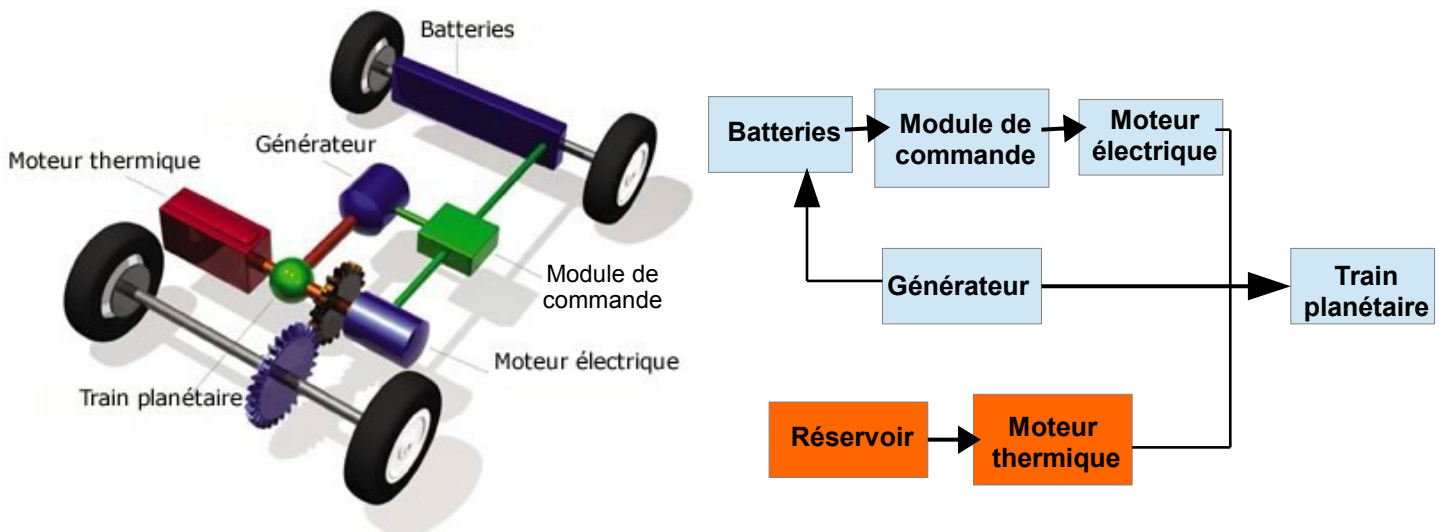 Batteries
Générateur
Moteur thermique
Module de
commande
Moteur électrique
Train planétaire
Batteries
Module de
commande
Moteur
électrique
Générateur
Train
planétaire
Réservoir
Moteur
thermique